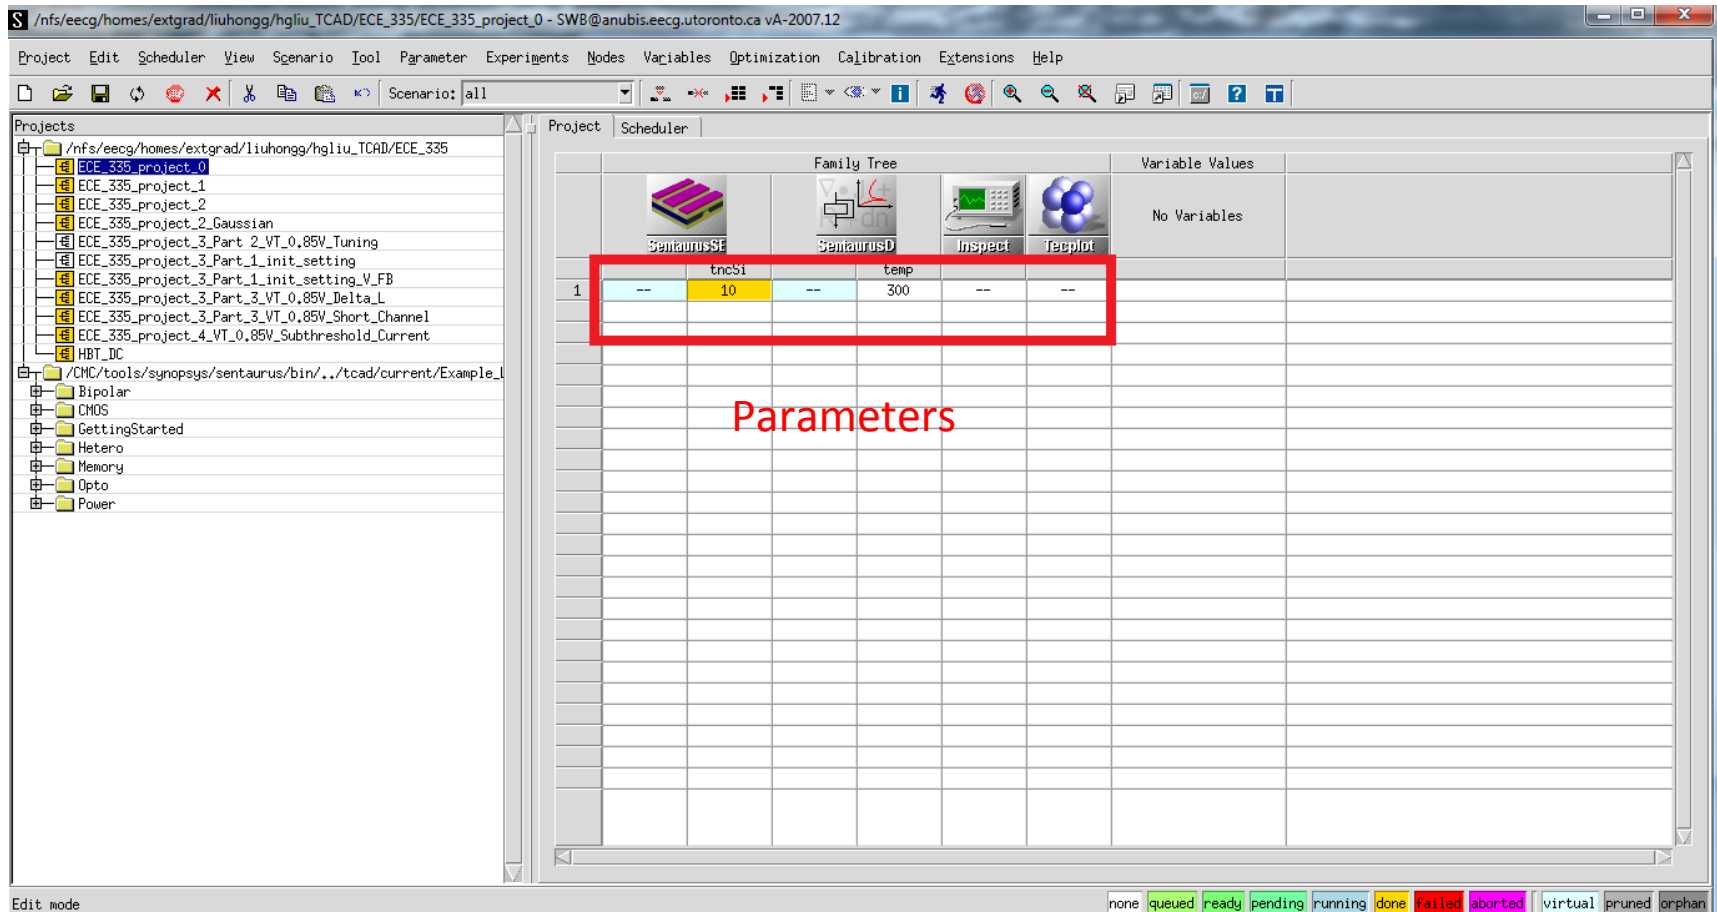 S /nfs/eecg/homes/extgrad/liuhongg/hgliu_TCAD/ECE_335/ECE_335_project_0 - SWB@anubis.eecg.utoronto.ca vA-2007.12
Project Edit Scheduler View Scenario Tool Parameter Experiments Nodes Variables Optimization Calibration Extensions Help
Scenario: all
Projects
/nfs/eecg/homes/extgrad/liuhongg/hgliu_TCAD/ECE_335
ECE_335_project_0
ECE_335_project_1
ECE_335_project_2
ECE_335_project_2_Gaussian
ECE_335_project_3_Part 2_VT_0.85V_Tuning
ECE_335_project_3_Part_1_init_setting
ECE_335_project_3_Part_1_init_setting_V_FB
ECE_335_project_3_Part_3_VT_0.85V_Delta_L
ECE_335_project_3_Part_3_VT_0.85V_Short_Channel
ECE_335_project_4_VT_0.85V_Subthreshold_Current
HBT_DC
/CMC/tools/synopsys/sentaurus/bin/../tcad/current/Example_L
Bipolar
CMOS
GettingStarted
Hetero
Memory
Opto
Power
Project Scheduler
Family Tree Variable Values
SentaurusSE SentaurusD Inspect Tecplot No Variables
tncSi temp
1 -- 10 -- 300 -- --
Parameters
Edit mode
none queued ready pending running done failed aborted virtual pruned orphan